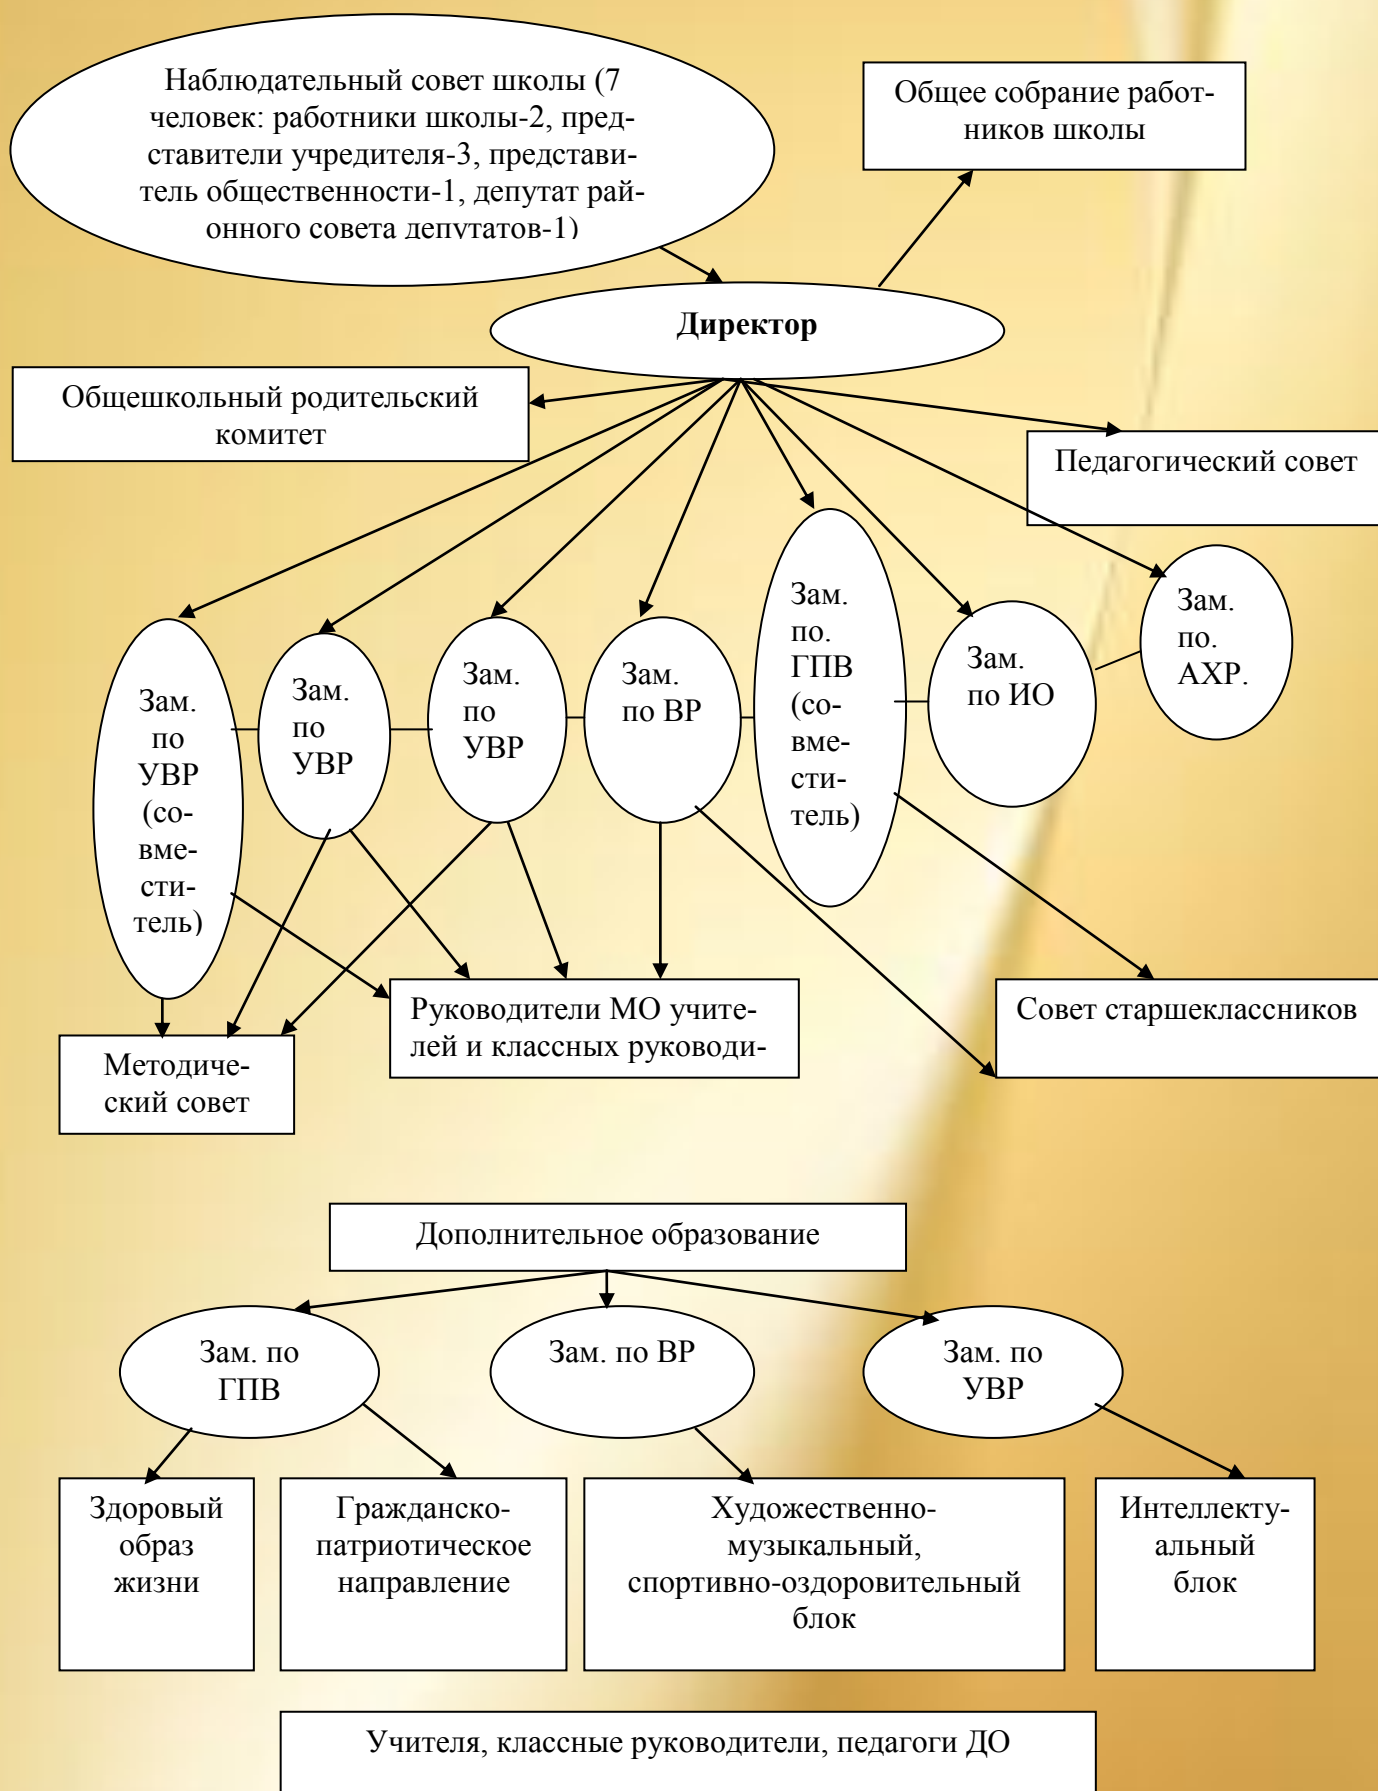 Наблюдательный совет школы (7
человек: работники школы-2, пред-
ставители учредителя-3, представи-
тель общественности-1, депутат рай-
онного совета депутатов-1)
Общее собрание работ-
ников школы
Директор
Общешкольный родительский
комитет
Педагогический совет
Зам.
по
УВР
(со-
вме-
сти-
тель)
Зам.
по
УВР
Зам.
по
УВР
Зам.
по ВР
Зам.
по.
ГПВ
(со-
вме-
сти-
тель)
Зам.
по ИО
Зам.
по.
АХР.
Методиче-
ский совет
Руководители МО учите-
лей и классных руководи-
Совет старшеклассников
Дополнительное образование
Зам. по
ГПВ
Зам. по ВР
Зам. по
УВР
Здоровый
образ
жизни
Гражданско-
патриотическое
направление
Художественно-
музыкальный,
спортивно-оздоровительный
блок
Интеллекту-
альный
блок
Учителя, классные руководители, педагоги ДО